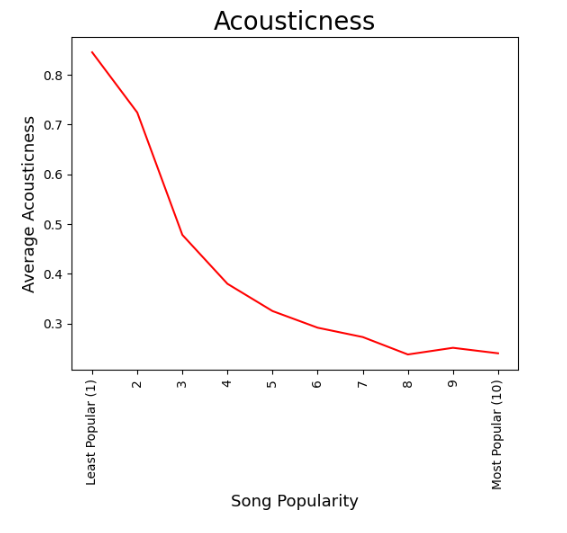 Acousticness
Average Acousticness
0.8
0.7
0.6
0.5
0.4
0.3
Least Popular (1)
2
3
4
5
6
7
8
9
Most Popular (10)
Song Popularity